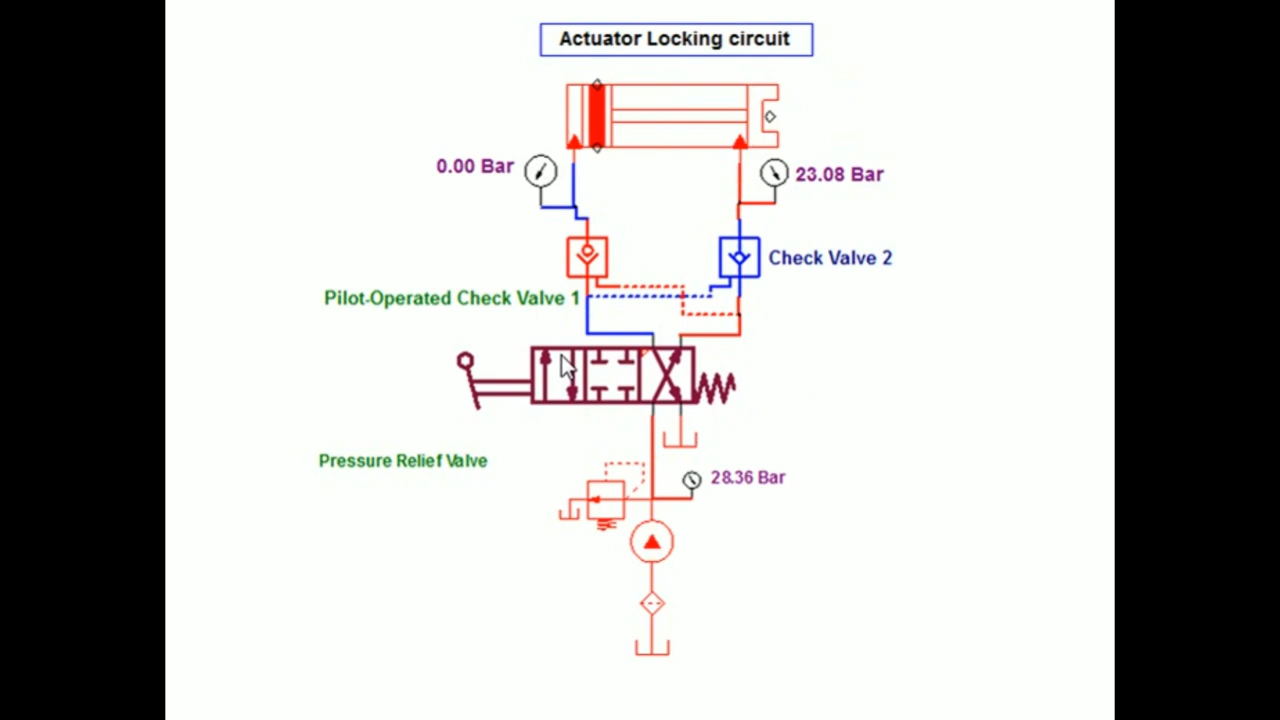 Actuator Locking circuit
0.00 Bar
23.08 Bar
Check Valve 2
Pilot-Operated Check Valve 1
Pressure Relief Valve
28.36 Bar